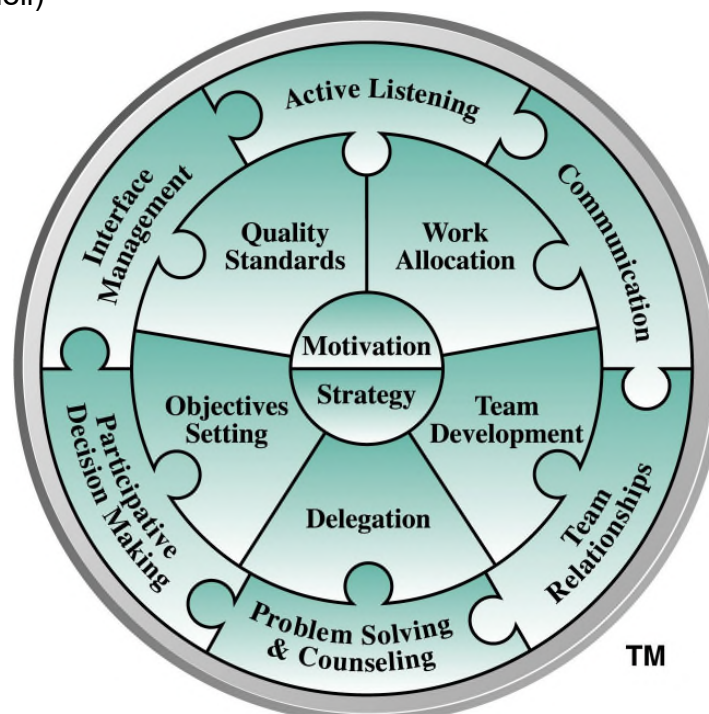 Active Listening
Communication
Interface
Management
Quality
Standards
Work
Allocation
Motivation
Strategy
Objectives
Setting
Team
Development
Participative
Decision Making
Delegation
Team
Relationships
Problem Solving
& Counseling
TM